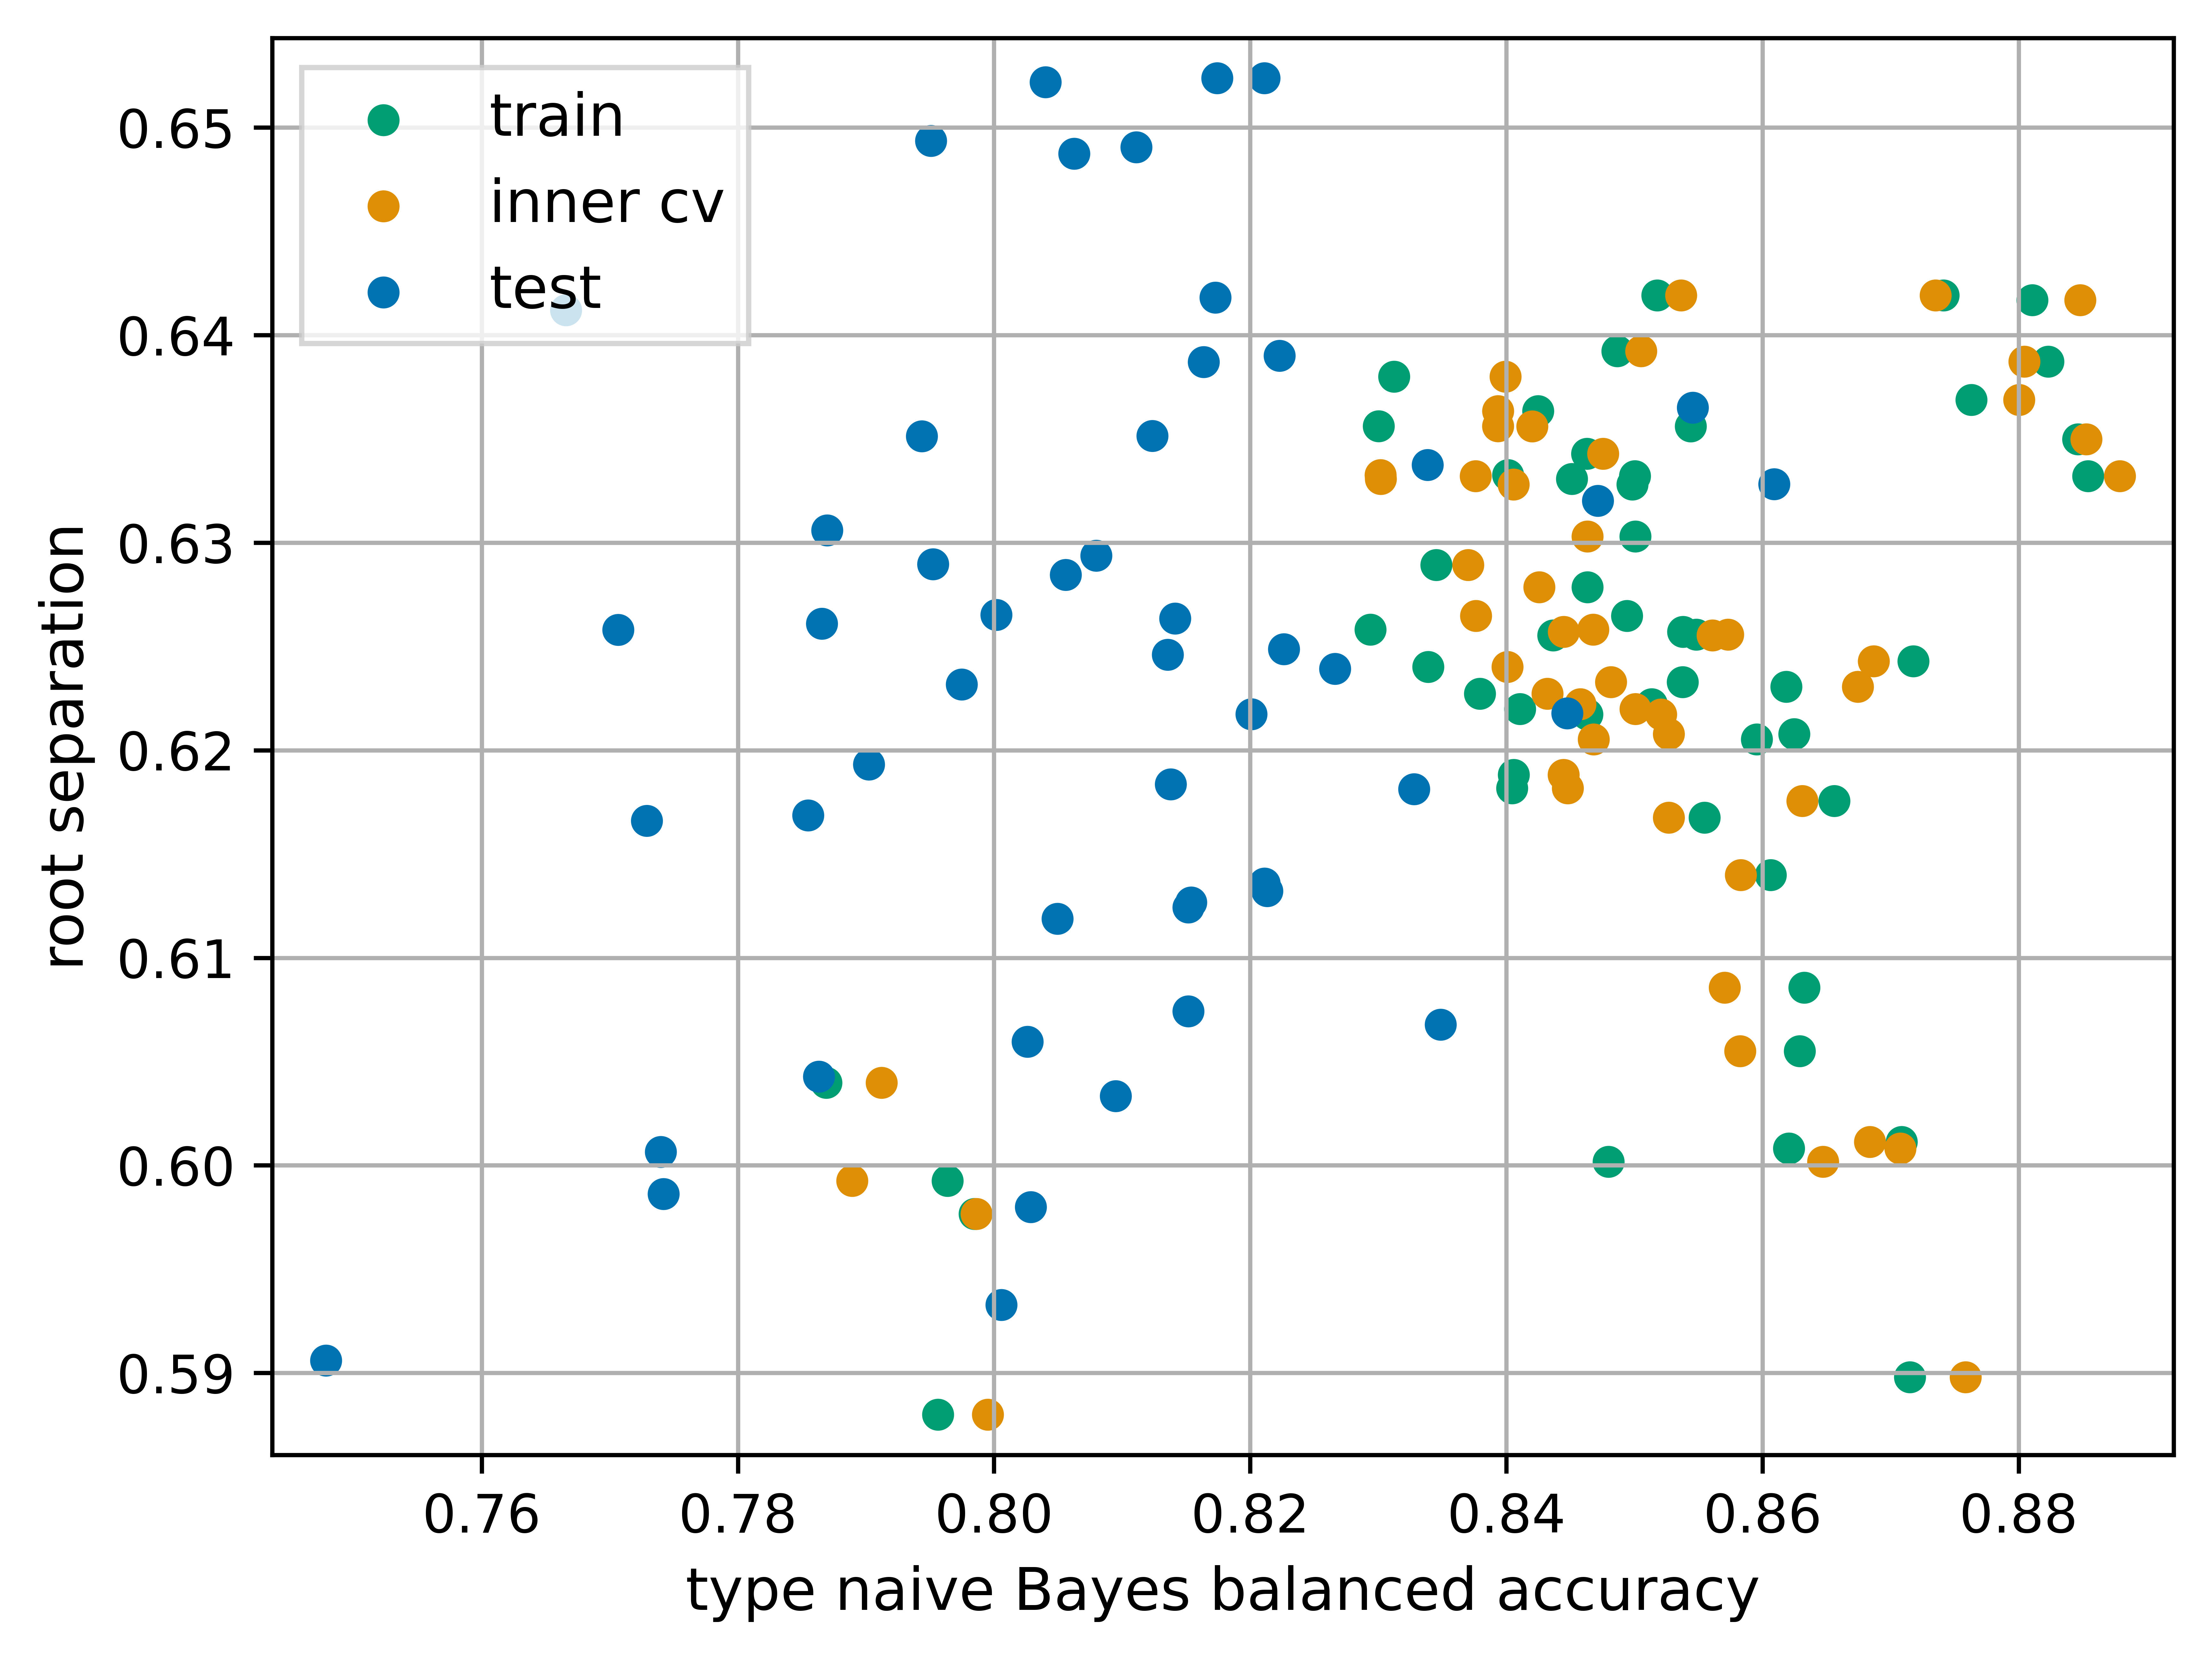 train
inner cv
test
0.65
0.64
0.63
0.62
0.61
0.60
0.59
root separation
0.76 0.78 0.80 0.82 0.84 0.86 0.88
type naive Bayes balanced accuracy